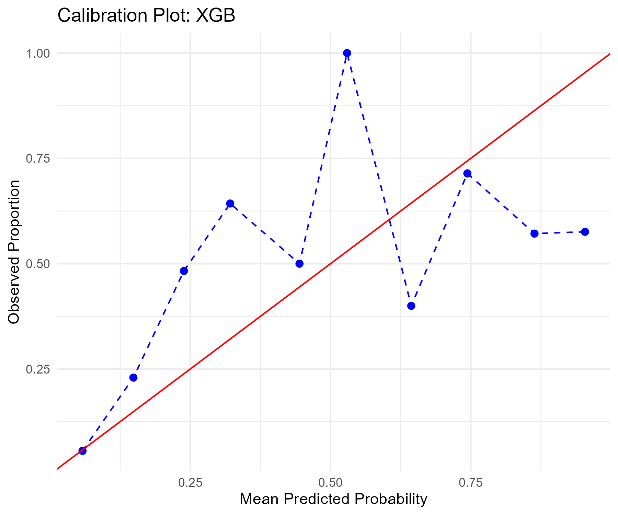 Calibration Plot: XGB
1.00
0.75
0.50
0.25
Observed Proportion
0.25 0.50 0.75
Mean Predicted Probability